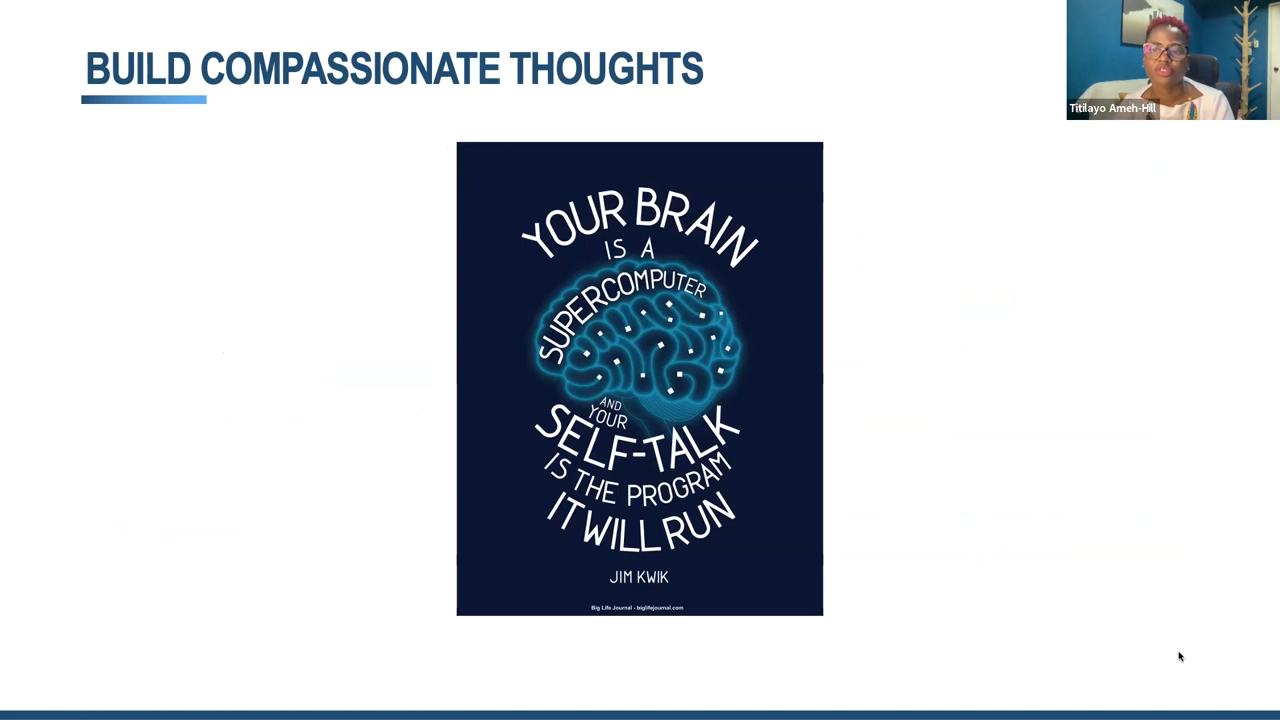 BUILD COMPASSIONATE THOUGHTS
Titilayo Ameh-Hill
YOUR BRAIN
IS A
SUPERCOMPUTER
AND
YOUR
SELF-TALK
IS THE PROGRAM
IT WILL RUN
JIM KWIK
Big Life Journal - biglifejournal.com